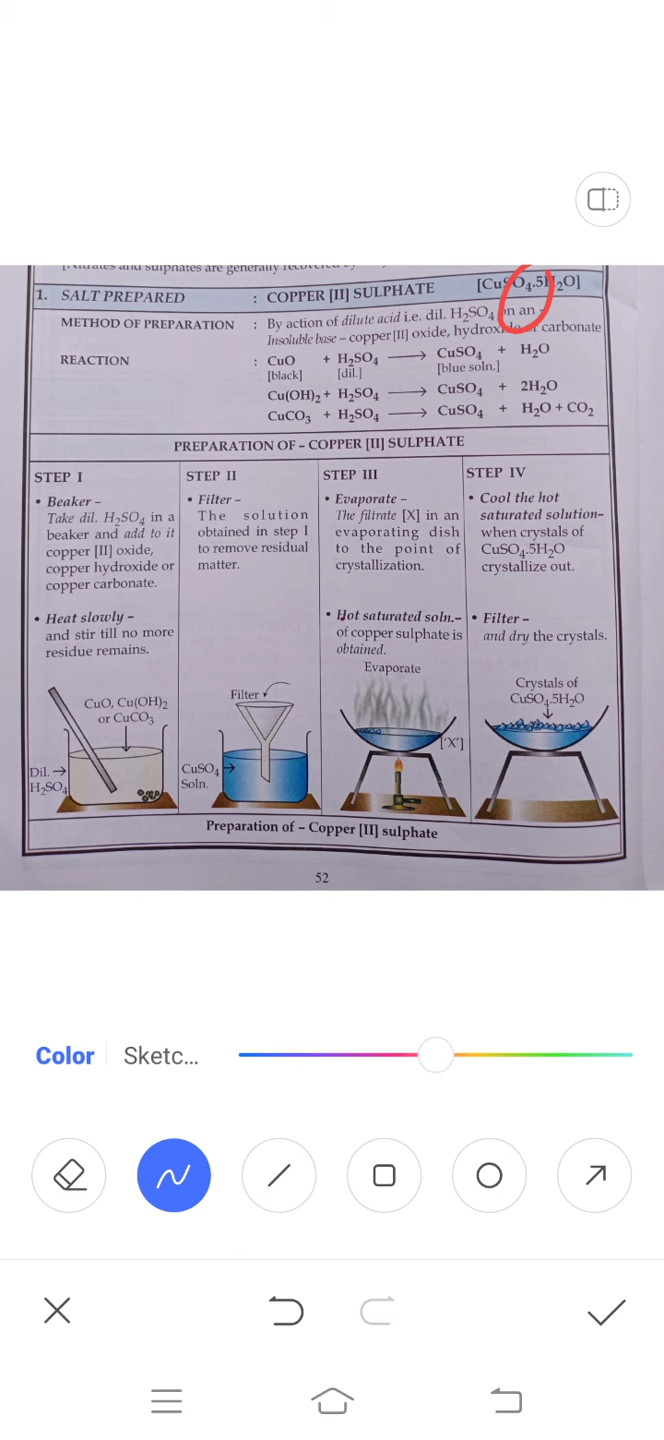 [Nitrates and sulphates are generally recovered by
1. SALT PREPARED : COPPER [II] SULPHATE [CuSO₄.5H₂O]
METHOD OF PREPARATION : By action of dilute acid i.e. dil. H₂SO₄ on an –
Insoluble base – copper [II] oxide, hydroxide or carbonate
REACTION : CuO + H₂SO₄ ⟶ CuSO₄ + H₂O
[black] [dil.] [blue soln.]
Cu(OH)₂ + H₂SO₄ ⟶ CuSO₄ + 2H₂O
CuCO₃ + H₂SO₄ ⟶ CuSO₄ + H₂O + CO₂
PREPARATION OF – COPPER [II] SULPHATE
STEP I
• Beaker –
Take dil. H₂SO₄ in a
beaker and add to it
copper [II] oxide,
copper hydroxide or
copper carbonate.
• Heat slowly –
and stir till no more
residue remains.
CuO, Cu(OH)₂
or CuCO₃
Dil. →
H₂SO₄
STEP II
• Filter –
The solution
obtained in step I
to remove residual
matter.
Filter
CuSO₄
Soln.
STEP III
• Evaporate –
The filtrate [X] in an
evaporating dish
to the point of
crystallization.
• Hot saturated soln.–
of copper sulphate is
obtained.
Evaporate
['X']
STEP IV
• Cool the hot
saturated solution–
when crystals of
CuSO₄.5H₂O
crystallize out.
• Filter –
and dry the crystals.
Crystals of
CuSO₄.5H₂O
Preparation of – Copper [II] sulphate
52
Color Sketc...